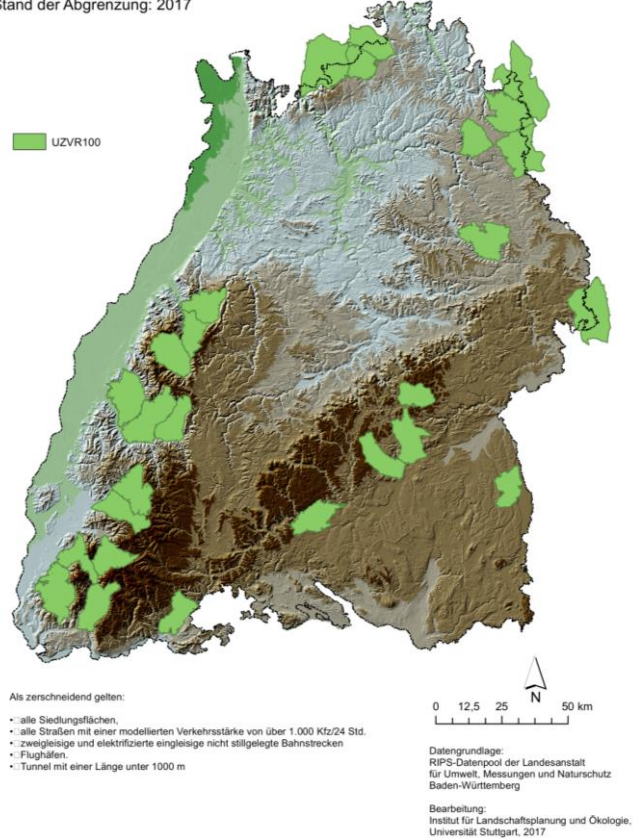 Stand der Abgrenzung: 2017
UZVR100
Als zerschneidend gelten:
•□alle Siedlungsflächen,
•□alle Straßen mit einer modellierten Verkehrsstärke von über 1.000 Kfz/24 Std.
•□zweigleisige und elektrifizierte eingleisige nicht stillgelegte Bahnstrecken
•□Flughäfen.
•□Tunnel mit einer Länge unter 1000 m
N
0 12,5 25 50 km
Datengrundlage:
RIPS-Datenpool der Landesanstalt
für Umwelt, Messungen und Naturschutz
Baden-Württemberg
Bearbeitung:
Institut für Landschaftsplanung und Ökologie,
Universität Stuttgart, 2017